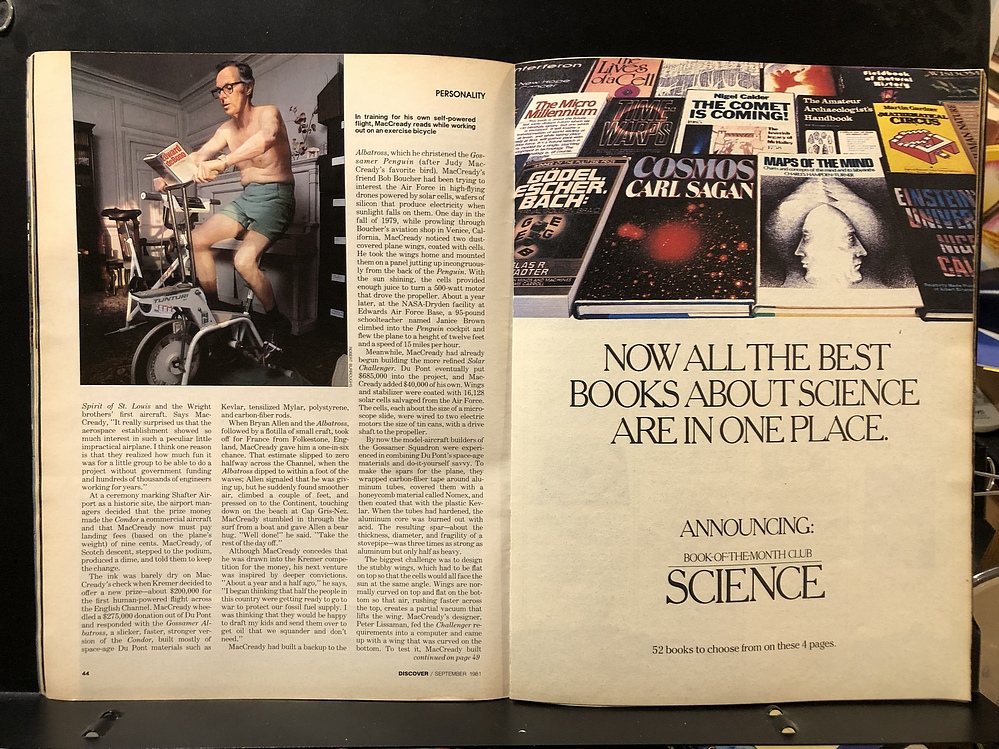 PERSONALITY
In training for his own self-powered
flight, MacCready reads while working
out on an exercise bicycle
TUNTURI
Spirit of St. Louis and the Wright
brothers' first aircraft. Says Mac-
Cready, "It really surprised us that the
aerospace establishment showed so
much interest in such a peculiar little
impractical airplane. I think one reason
is that they realized how much fun it
was for a little group to be able to do a
project without government funding
and hundreds of thousands of engineers
working for years."
At a ceremony marking Shafter Air-
port as a historic site, the airport man-
agers decided that the prize money
made the Condor a commercial aircraft
and that MacCready now must pay
landing fees (based on the plane's
weight) of nine cents. MacCready, of
Scotch descent, stepped to the podium,
produced a dime, and told them to keep
the change.
The ink was barely dry on Mac-
Cready's check when Kremer decided to
offer a new prize—about $200,000 for
the first human-powered flight across
the English Channel. MacCready whee-
dled a $275,000 donation out of Du Pont
and responded with the Gossamer Al-
batross, a slicker, faster, stronger ver-
sion of the Condor, built mostly of
space-age Du Pont materials such as
Kevlar, tensilized Mylar, polystyrene,
and carbon-fiber rods.
When Bryan Allen and the Albatross,
followed by a flotilla of small craft, took
off for France from Folkestone, Eng-
land, MacCready gave him a one-in-six
chance. That estimate slipped to zero
halfway across the Channel, when the
Albatross dipped to within a foot of the
waves; Allen signaled that he was giv-
ing up, but he suddenly found smoother
air, climbed a couple of feet, and
pressed on to the Continent, touching
down on the beach at Cap Gris-Nez.
MacCready stumbled in through the
surf from a boat and gave Allen a bear
hug. "Well done!" he said. "Take the
rest of the day off."
Although MacCready concedes that
he was drawn into the Kremer compe-
tition for the money, his next venture
was inspired by deeper convictions.
"About a year and a half ago," he says,
"I began thinking that half the people in
this country were getting ready to go to
war to protect our fossil fuel supply. I
was thinking that they would be happy
to draft my kids and send them over to
get oil that we squander and don't
need."
MacCready had built a backup to the
Albatross, which he christened the Gos-
samer Penguin (after Judy Mac-
Cready's favorite bird). MacCready's
friend Bob Boucher had been trying to
interest the Air Force in high-flying
drones powered by solar cells, wafers of
silicon that produce electricity when
sunlight falls on them. One day in the
fall of 1979, while prowling through
Boucher's aviation shop in Venice, Cal-
ifornia, MacCready noticed two dust-
covered plane wings, coated with cells.
He took the wings home and mounted
them on a panel jutting up incongruous-
ly from the back of the Penguin. With
the sun shining, the cells provided
enough juice to turn a 500-watt motor
that drove the propeller. About a year
later, at the NASA-Dryden facility at
Edwards Air Force Base, a 95-pound
schoolteacher named Janice Brown
climbed into the Penguin cockpit and
flew the plane to a height of twelve feet
and a speed of 15 miles per hour.
Meanwhile, MacCready had already
begun building the more refined Solar
Challenger. Du Pont eventually put
$685,000 into the project, and Mac-
Cready added $40,000 of his own. Wings
and stabilizer were coated with 16,128
solar cells salvaged from the Air Force.
The cells, each about the size of a micro-
scope slide, were wired to two electric
motors the size of tin cans, with a drive
shaft to the propeller.
By now the model-aircraft builders of
the Gossamer Squadron were experi-
enced in combining Du Pont's space-age
materials and do-it-yourself savvy. To
make the spars for the plane, they
wrapped carbon-fiber tape around alu-
minum tubes, covered them with a
honeycomb material called Nomex, and
then coated that with the plastic Kev-
lar. When the tubes had hardened, the
aluminum core was burned out with
acid. The resulting spar—about the
thickness, diameter, and fragility of a
stovepipe—was three times as strong as
aluminum but only half as heavy.
The biggest challenge was to design
the stubby wings, which had to be flat
on top so that the cells would all face the
sun at the same angle. Wings are nor-
mally curved on top and flat on the bot-
tom so that air, rushing faster across
the top, creates a partial vacuum that
lifts the wing. MacCready's designer,
Peter Lissaman, fed the Challenger re-
quirements into a computer and came
up with a wing that was curved on the
bottom. To test it, MacCready built
continued on page 49
44
DISCOVER / SEPTEMBER 1981
Interferon
New Hope
The Lives
of a Cell
Fieldbook
of Natural
History
The Micro
Millennium
TIME
WARPS
Nigel Calder
THE COMET
IS COMING!
The Amateur
Archaeologist's
Handbook
Martin Gardner
MATHEMATICAL
CIRCUS
GÖDEL
ESCHER,
BACH:
COSMOS
CARL SAGAN
MAPS OF THE MIND
EINSTEIN
UNIVERSE
NIGEL
CAL
NOW ALL THE BEST
BOOKS ABOUT SCIENCE
ARE IN ONE PLACE.
ANNOUNCING:
BOOK-OF-THE-MONTH CLUB
SCIENCE
52 books to choose from on these 4 pages.